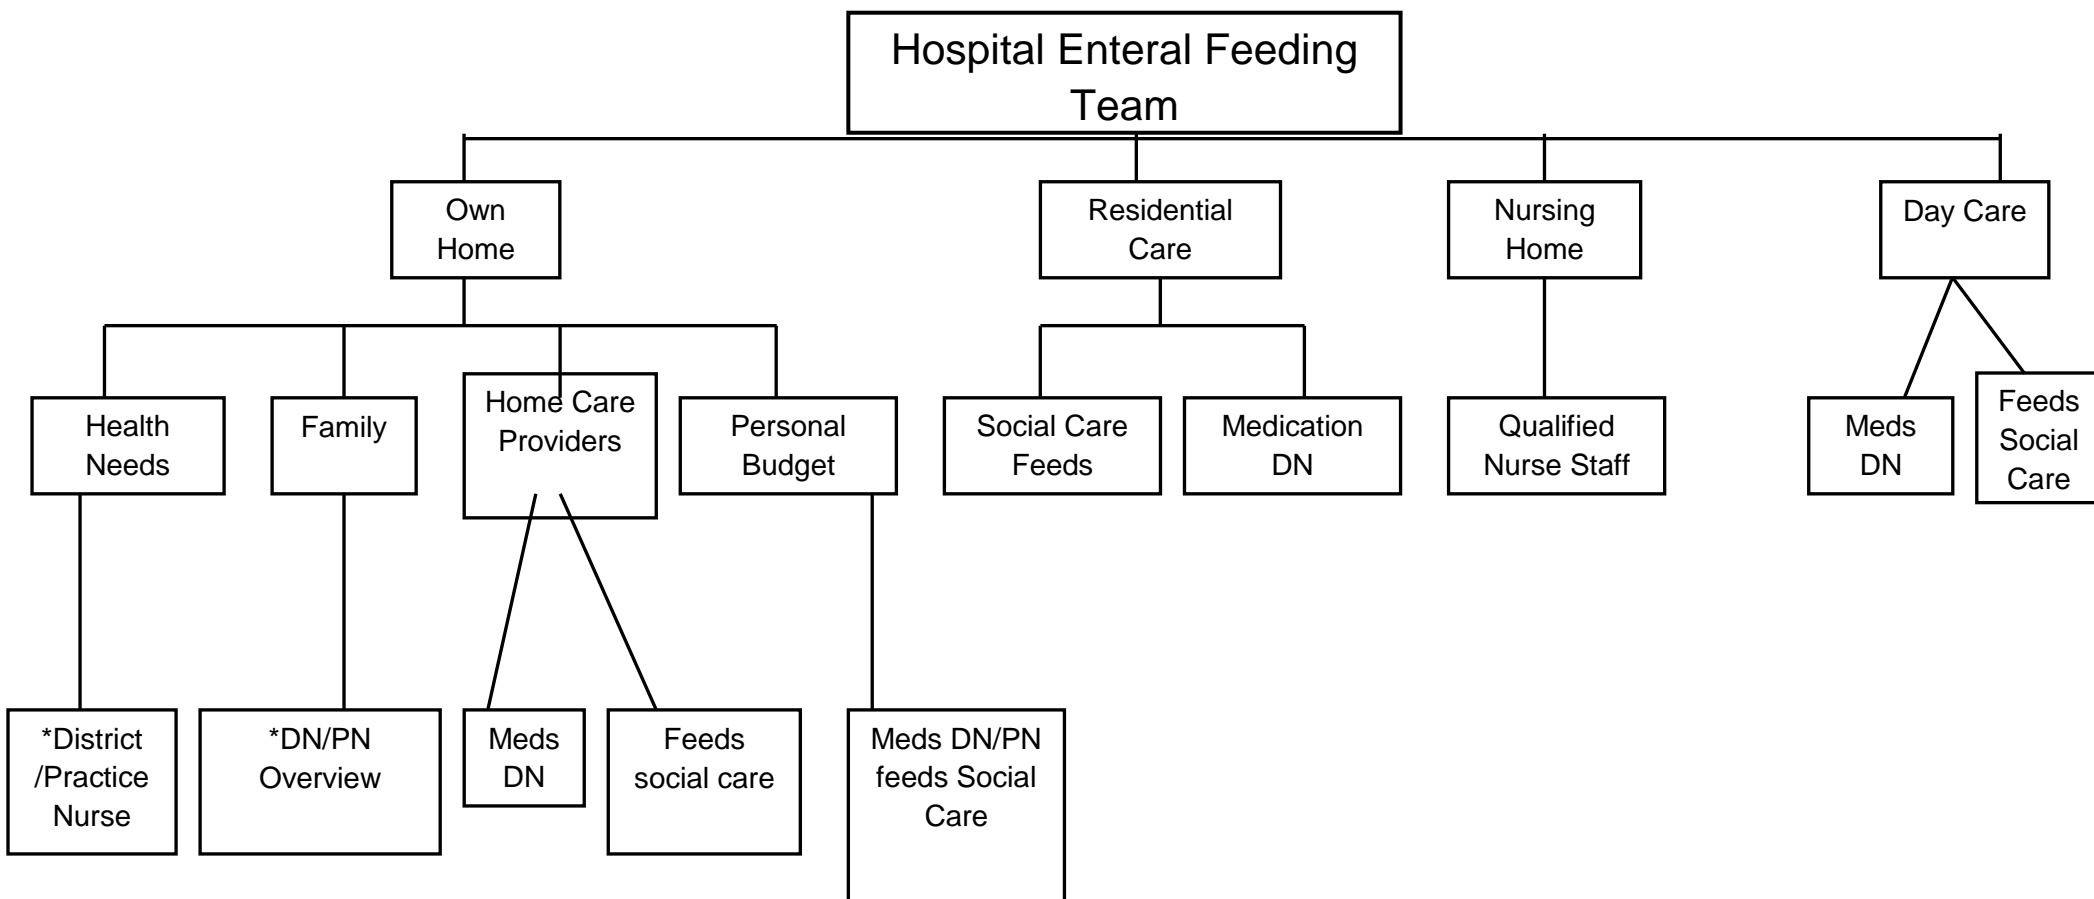 Hospital Enteral Feeding
Team
Own
Home
Residential
Care
Nursing
Home
Day Care
Health
Needs
Family
Home Care
Providers
Personal
Budget
Social Care
Feeds
Medication
DN
Qualified
Nurse Staff
Meds
DN
Feeds
Social
Care
*District
/Practice
Nurse
*DN/PN
Overview
Meds
DN
Feeds
social care
Meds DN/PN
feeds Social
Care